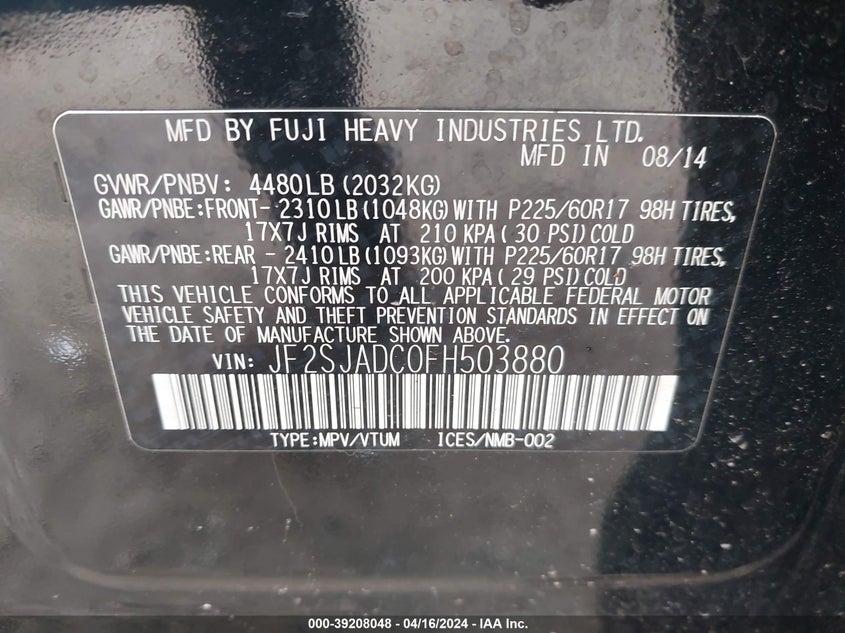 MFD BY FUJI HEAVY INDUSTRIES LTD.
MFD IN 08/14
GVWR/PNBV: 4480LB(2032KG)
GAWR/PNBE:FRONT- 2310LB(1048KG)WITH P225/60R17 98H TIRES,
17X7J RIMS AT 210 KPA(30 PSI)COLD
GAWR/PNBE:REAR - 2410LB(1093KG)WITH P225/60R17 98H TIRES,
17X7J RIMS AT 200 KPA(29 PSI)COLD
THIS VEHICLE CONFORMS TO ALL APPLICABLE FEDERAL MOTOR
VEHICLE SAFETY AND THEFT PREVENTION STANDARDS IN EFFECT ON
THE DATE OF MANUFACTURE SHOWN ABOVE.
VIN: JF2SJADC0FH503880
TYPE:MPV/VTUM ICES/NMB-002
000-39208048 - 04/16/2024 - IAA Inc.